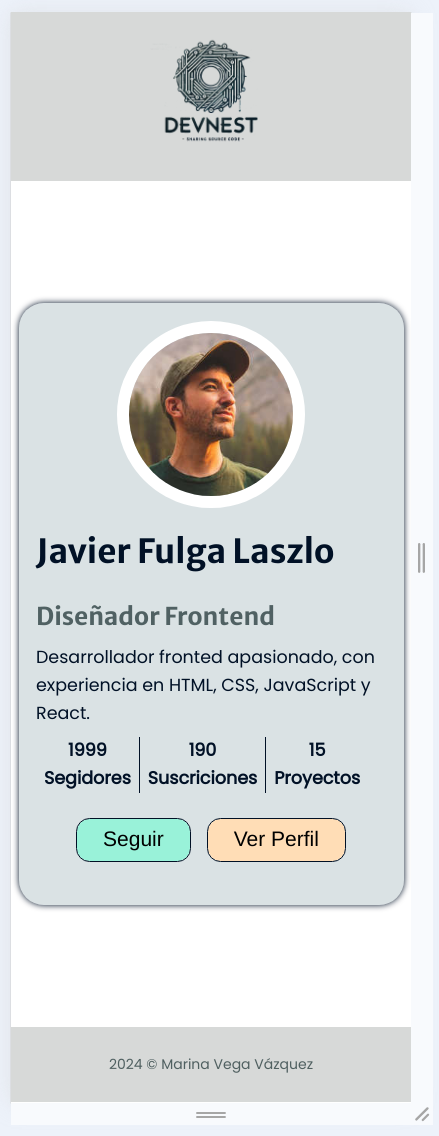 DEVNEST
- SHARING SOURCE CODE -
Javier Fulga Laszlo
Diseñador Frontend
Desarrollador fronted apasionado, con
experiencia en HTML, CSS, JavaScript y
React.
1999 190 15
Segidores Suscriciones Proyectos
Seguir Ver Perfil
2024 © Marina Vega Vázquez